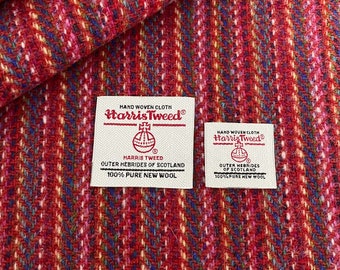 HAND WOVEN CLOTH
Harris Tweed®
®
HARRIS TWEED
OUTER HEBRIDES OF SCOTLAND
100% PURE NEW WOOL
HAND WOVEN CLOTH
Harris Tweed®
OUTER HEBRIDES
OF SCOTLAND
100% PURE NEW WOOL